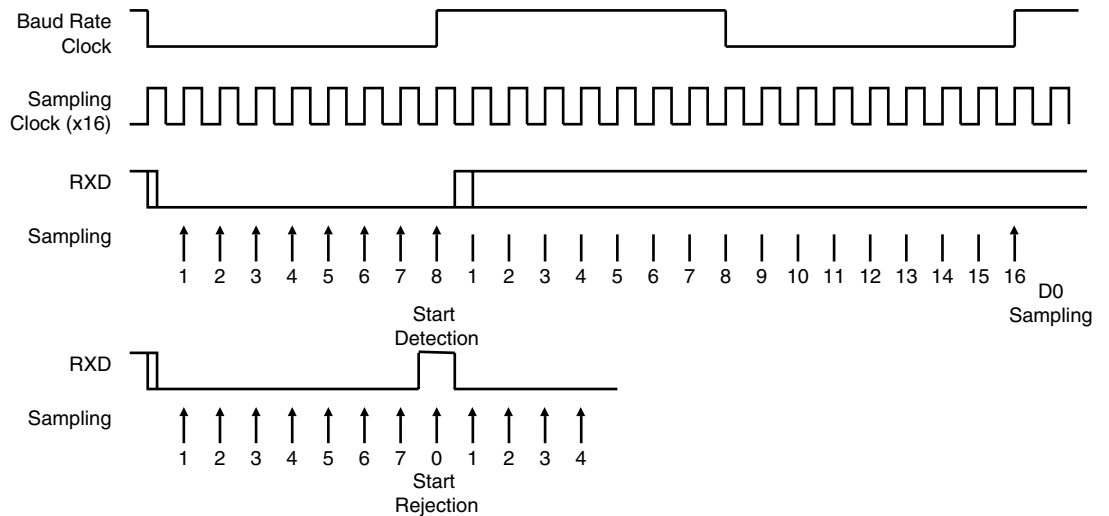 Baud Rate
Clock
Sampling
Clock (x16)
RXD
Sampling
1 2 3 4 5 6 7 8 1 2 3 4 5 6 7 8 9 10 11 12 13 14 15 16
D0
Sampling
Start
Detection
RXD
Sampling
1 2 3 4 5 6 7 0 1 2 3 4
Start
Rejection